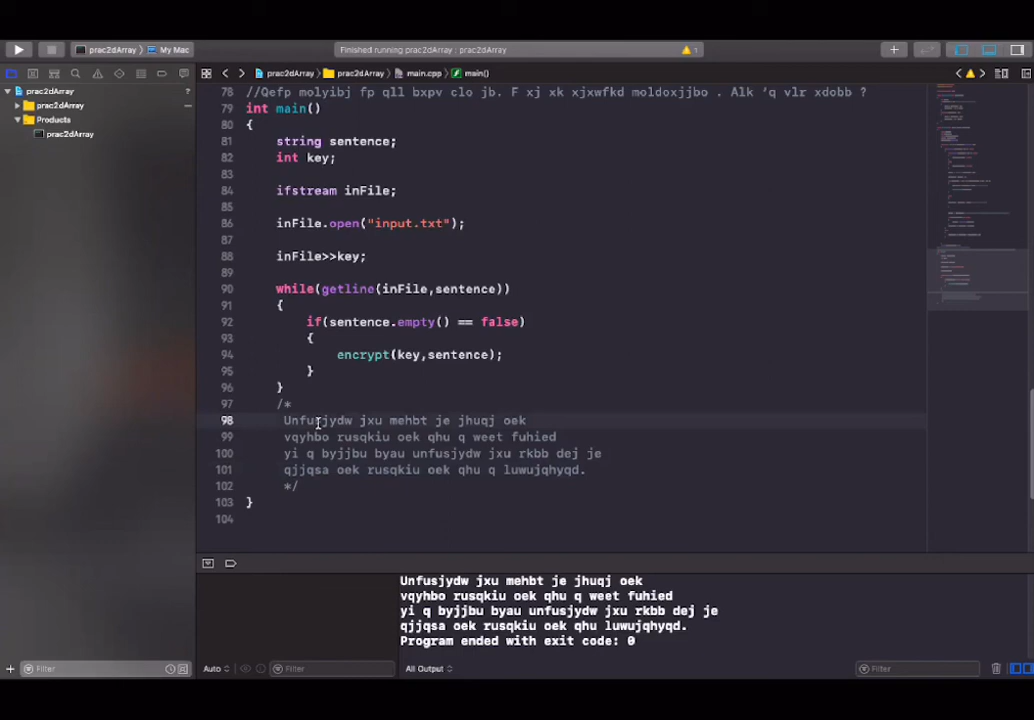 prac2dArray
My Mac
Finished running prac2dArray : prac2dArray
1
prac2dArray
prac2dArray
main.cpp
main()
prac2dArray
?
prac2dArray
Products
prac2dArray
78 //Qefp molyibj fp qll bxpv clo jb. F xj xk xjxwfkd moldoxjjbo . Alk ‘q vlr xdobb ?
79 int main()
80 {
81 string sentence;
82 int key;
83
84 ifstream inFile;
85
86 inFile.open("input.txt");
87
88 inFile>>key;
89
90 while(getline(inFile,sentence))
91 {
92 if(sentence.empty() == false)
93 {
94 encrypt(key,sentence);
95 }
96 }
97 /*
98 Unfusjydw jxu mehbt je jhuqj oek
99 vqyhbo rusqkiu oek qhu q weet fuhied
100 yi q byjjbu byau unfusjydw jxu rkbb dej je
101 qjjqsa oek rusqkiu oek qhu q luwujqhyqd.
102 */
103 }
104
Unfusjydw jxu mehbt je jhuqj oek
vqyhbo rusqkiu oek qhu q weet fuhied
yi q byjjbu byau unfusjydw jxu rkbb dej je
qjjqsa oek rusqkiu oek qhu luwujqhyqd.
Program ended with exit code: 0
Filter
Auto
Filter
All Output
Filter